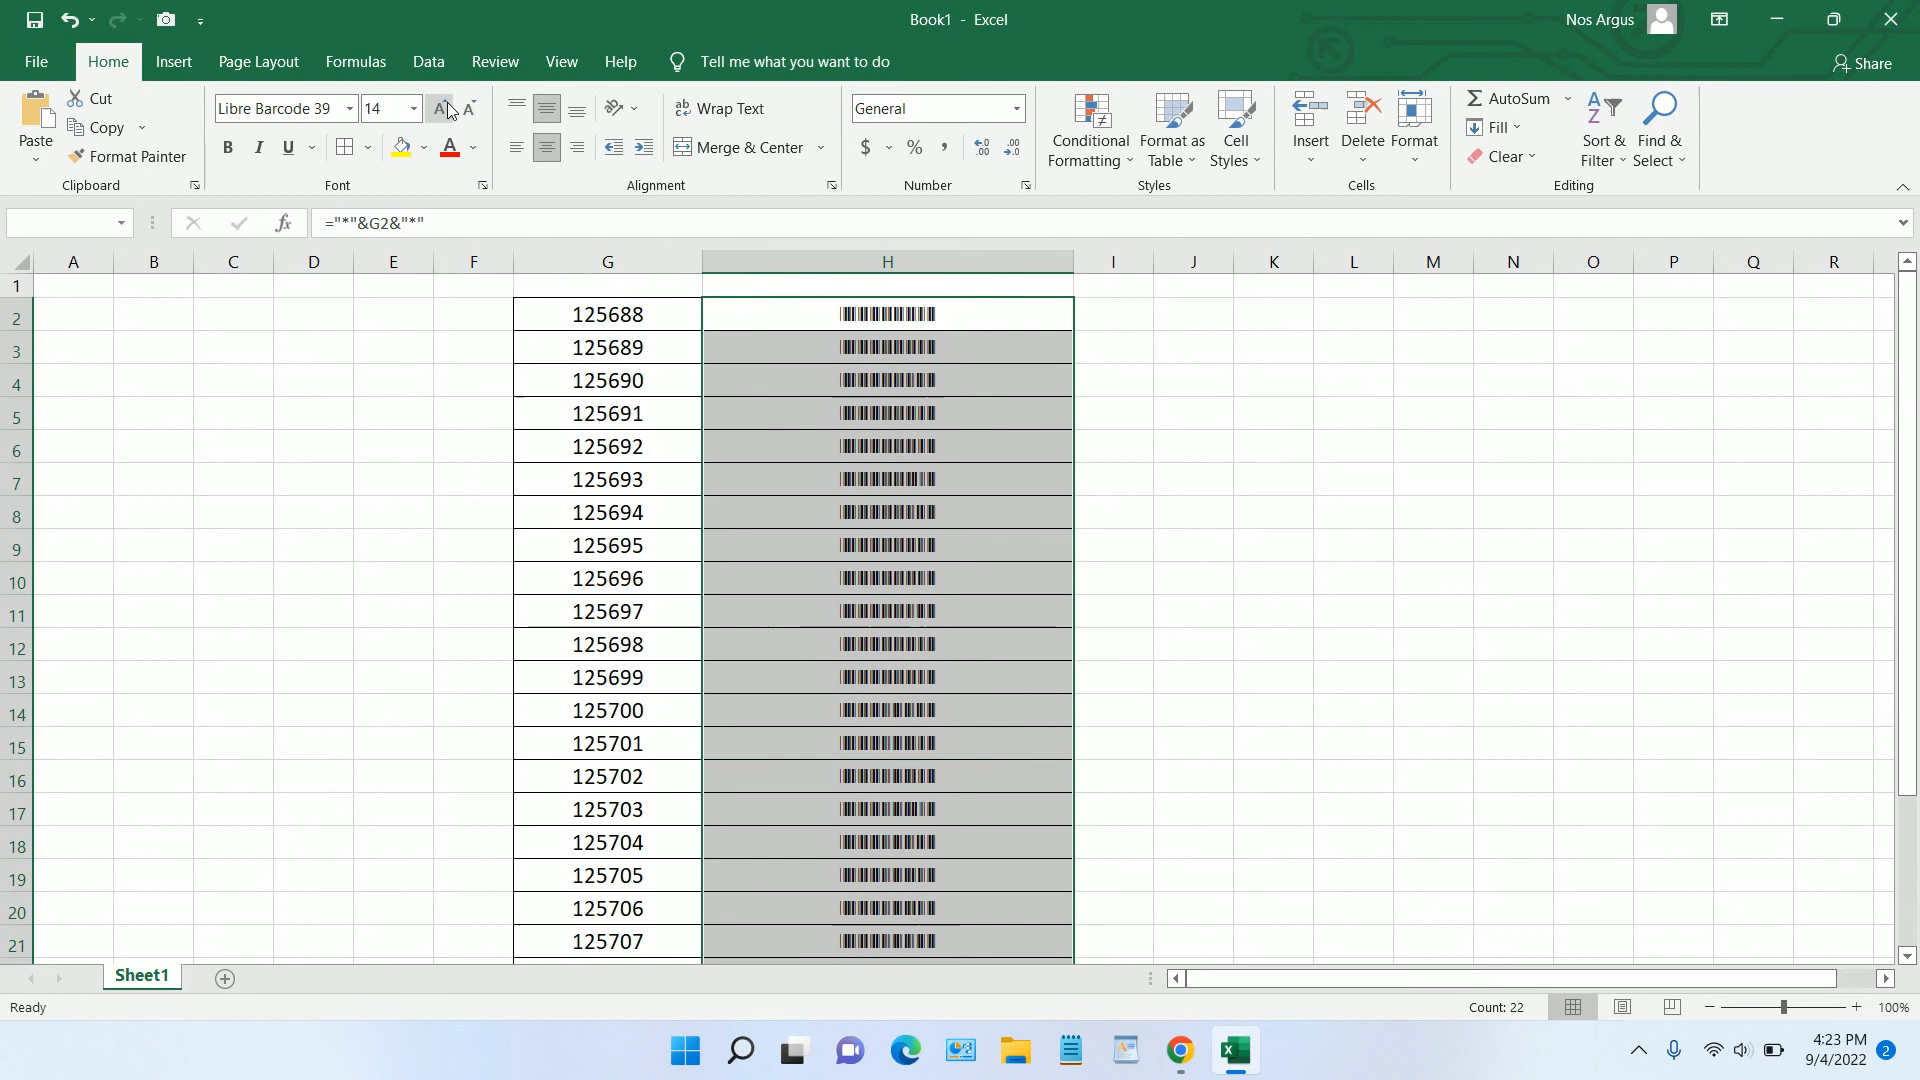 Book1 - Excel
Nos Argus
File Home Insert Page Layout Formulas Data Review View Help Tell me what you want to do Share
Paste
Cut
Copy
Format Painter
Clipboard
Libre Barcode 39 14
B I U
Font
Wrap Text
Merge & Center
Alignment
General
$ % ,
Number
Conditional Formatting
Format as Table
Cell Styles
Styles
Insert Delete Format
Cells
AutoSum
Fill
Clear
Sort & Filter
Find & Select
Editing
fx ="*"&G2&"*"
A B C D E F G H I J K L M N O P Q R
1
2 125688
3 125689
4 125690
5 125691
6 125692
7 125693
8 125694
9 125695
10 125696
11 125697
12 125698
13 125699
14 125700
15 125701
16 125702
17 125703
18 125704
19 125705
20 125706
21 125707
Sheet1
Ready Count: 22 100%
4:23 PM
9/4/2022 2